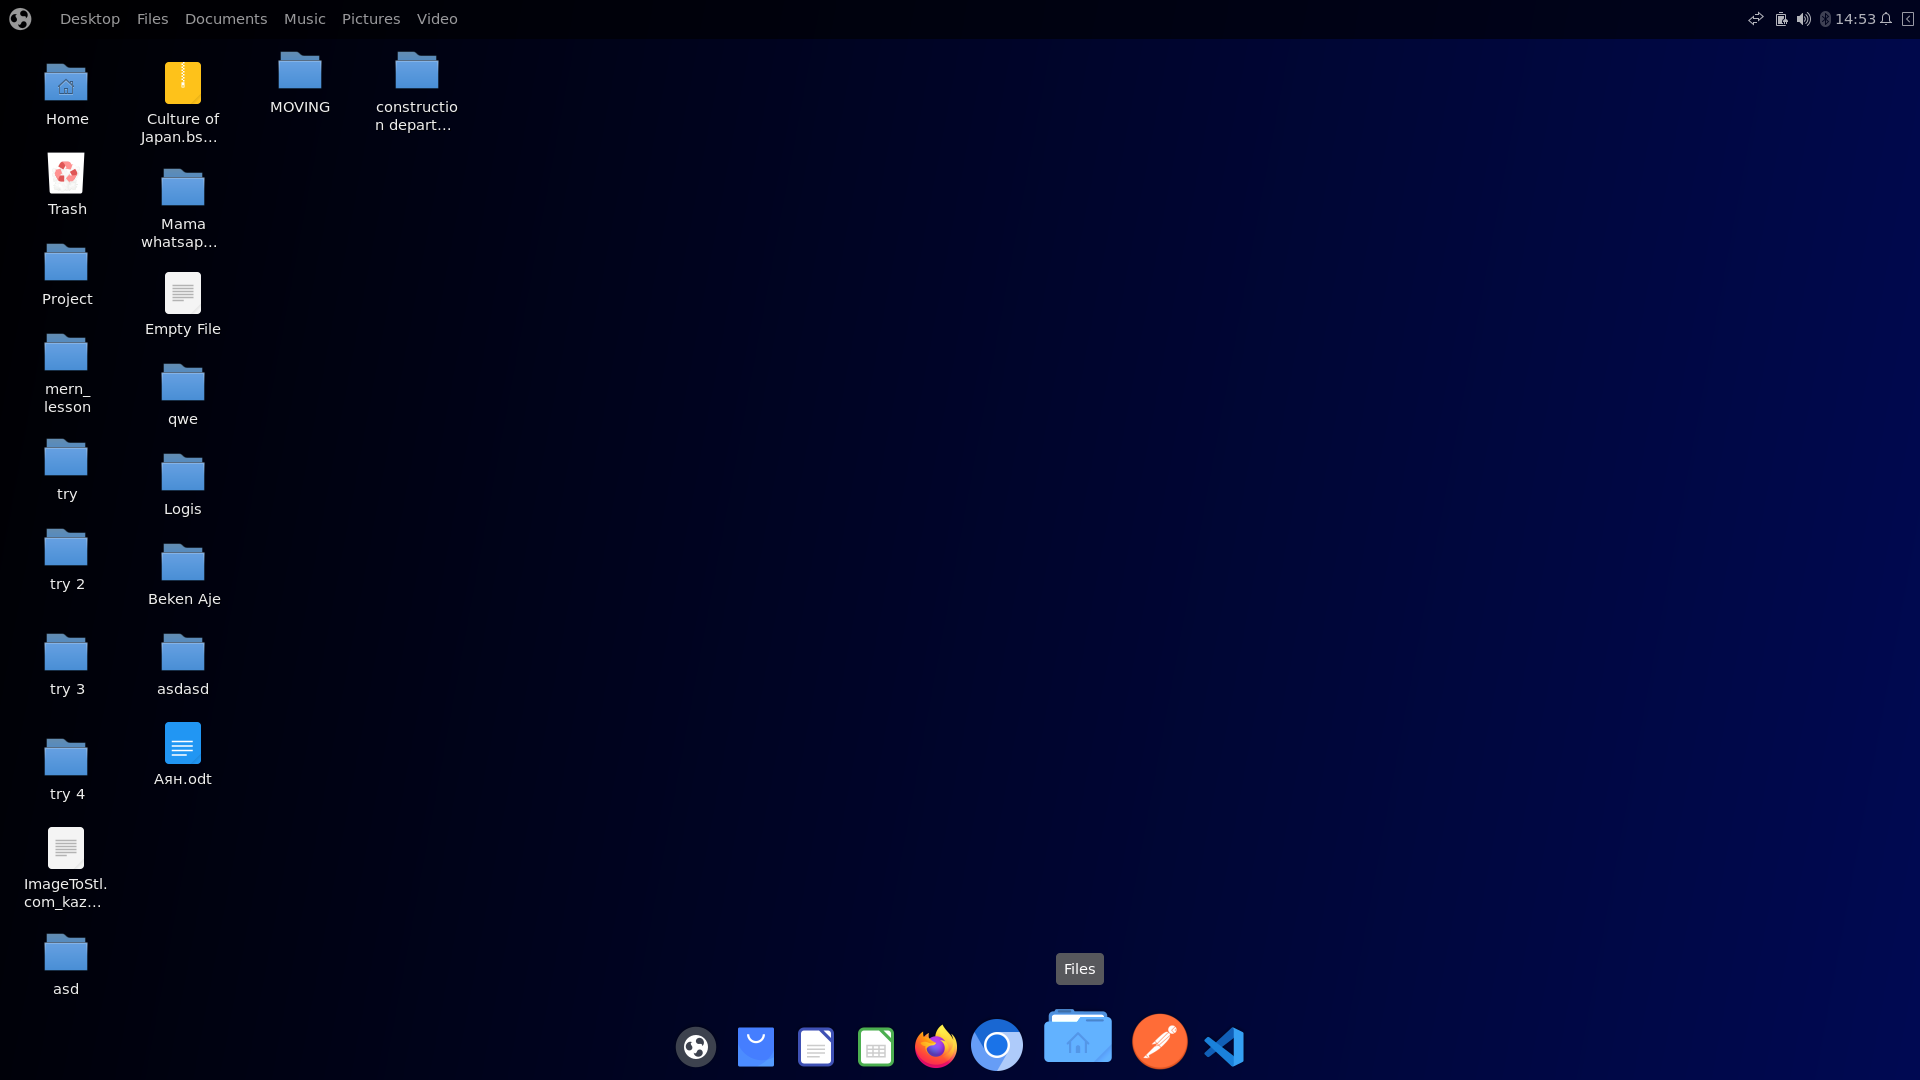 Desktop Files Documents Music Pictures Video
14:53
Home
Trash
Project
mern_
lesson
try
try 2
try 3
try 4
ImageToStl.
com_kaz...
asd
Culture of
Japan.bs...
Mama
whatsap...
Empty File
qwe
Logis
Beken Aje
asdasd
Аян.odt
MOVING
constructio
n depart...
Files